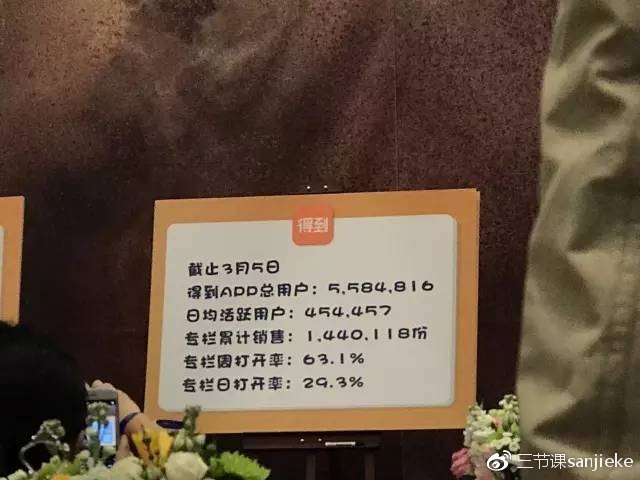 得到
截止3月5日
得到APP总用户：5,584,816
日均活跃用户：454,457
专栏累计销售：1,440,118份
专栏周打开率：63.1%
专栏日打开率：29.3%
三节课sanjieke